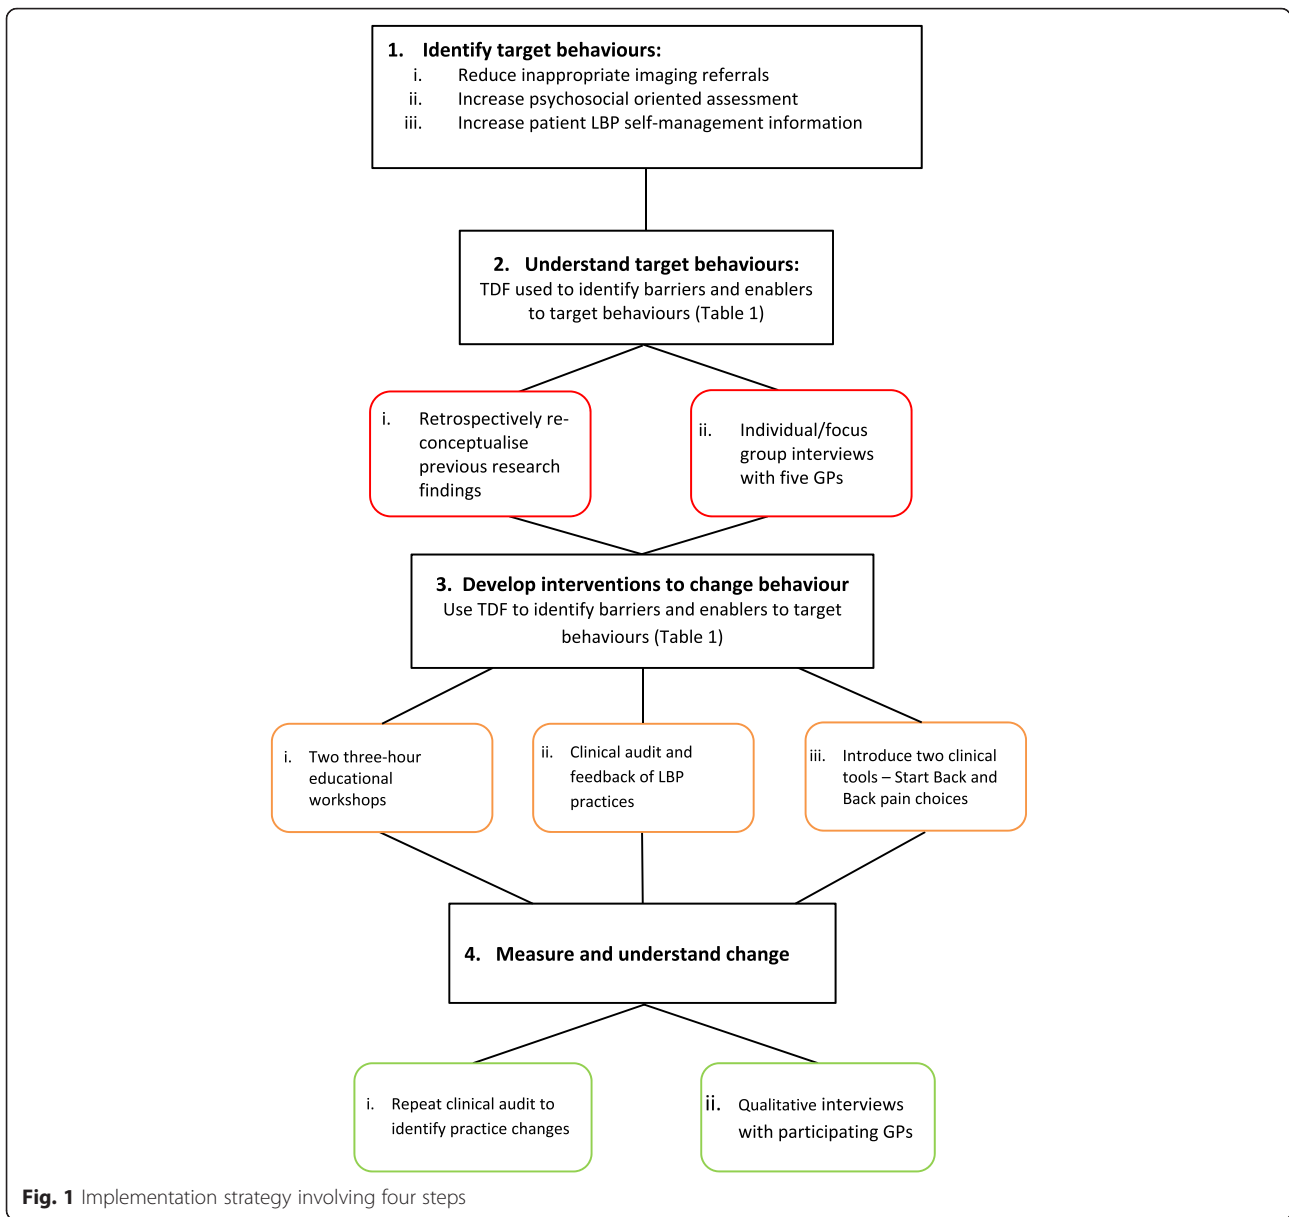 1. Identify target behaviours:
i. Reduce inappropriate imaging referrals
ii. Increase psychosocial oriented assessment
iii. Increase patient LBP self-management information
2. Understand target behaviours:
TDF used to identify barriers and enablers
to target behaviours (Table 1)
i. Retrospectively re-
conceptualise
previous research
findings
ii. Individual/focus
group interviews
with five GPs
3. Develop interventions to change behaviour
Use TDF to identify barriers and enablers to target
behaviours (Table 1)
i. Two three-hour
educational
workshops
ii. Clinical audit and
feedback of LBP
practices
iii. Introduce two clinical
tools – Start Back and
Back pain choices
4. Measure and understand change
i. Repeat clinical audit to
identify practice changes
ii. Qualitative interviews
with participating GPs
Fig. 1 Implementation strategy involving four steps